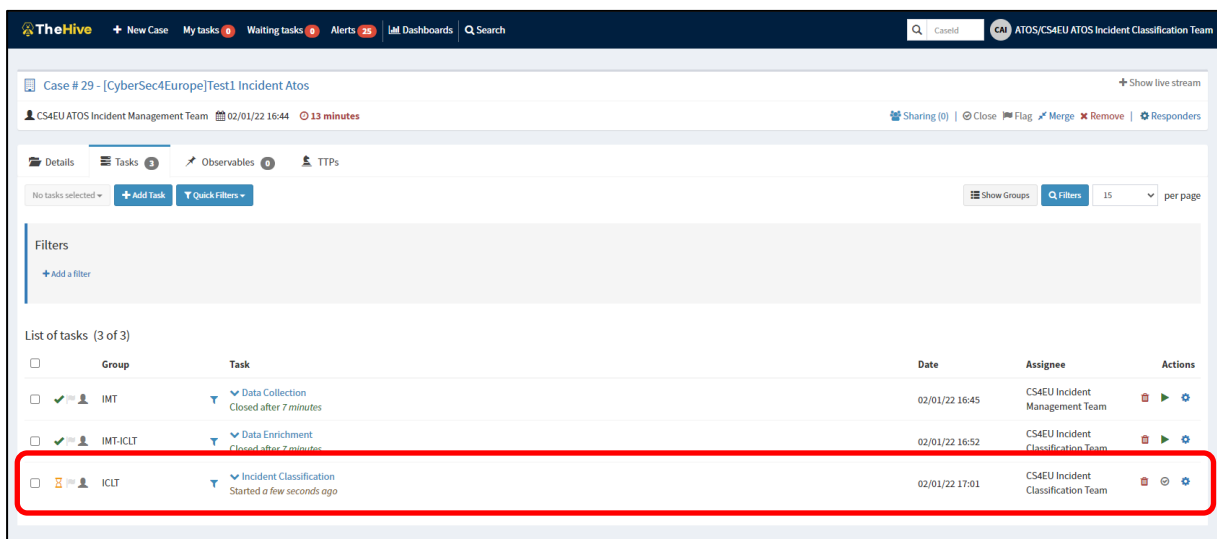 TheHive + New Case My tasks 0 Waiting tasks 0 Alerts 25 Dashboards Q Search CaseId CAI ATOS/CS4EU ATOS Incident Classification Team
Case # 29 - [CyberSec4Europe]Test1 Incident Atos + Show live stream
CS4EU ATOS Incident Management Team 02/01/22 16:44 13 minutes Sharing (0) | Close Flag Merge Remove | Responders
Details Tasks 3 Observables 0 TTPs
No tasks selected + Add Task Quick Filters Show Groups Filters 15 per page
Filters
+ Add a filter
List of tasks (3 of 3)
Group Task Date Assignee Actions
IMT Data Collection 02/01/22 16:45 CS4EU Incident
Closed after 7 minutes Management Team
IMT-ICLT Data Enrichment 02/01/22 16:52 CS4EU Incident
Closed after 7 minutes Classification Team
ICLT Incident Classification 02/01/22 17:01 CS4EU Incident
Started a few seconds ago Classification Team